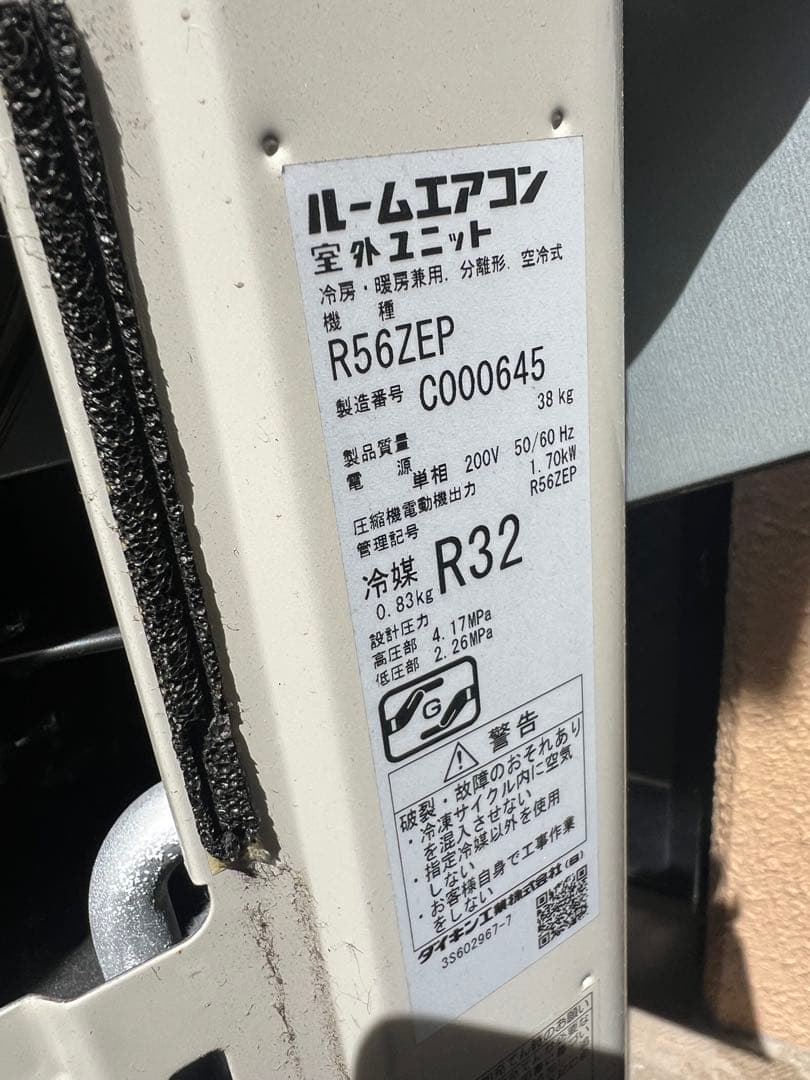 ルームエアコン
室外ユニット
冷房・暖房兼用．分離形．空冷式
機 種
R56ZEP
製造番号 C000645
製品質量 38 kg
電 源 単相 200V 50/60 Hz
圧縮機電動機出力 1.70kW
管理記号 R56ZEP
冷媒 R32
0.83kg
設計圧力
高圧部 4.17MPa
低圧部 2.26MPa
G
警告
破裂・故障のおそれあり
・冷凍サイクル内に空気
を混入させない
・指定冷媒以外を使用
しない
・お客様自身で工事作業
をしない
ダイキン工業株式会社(B)
3S602967-7